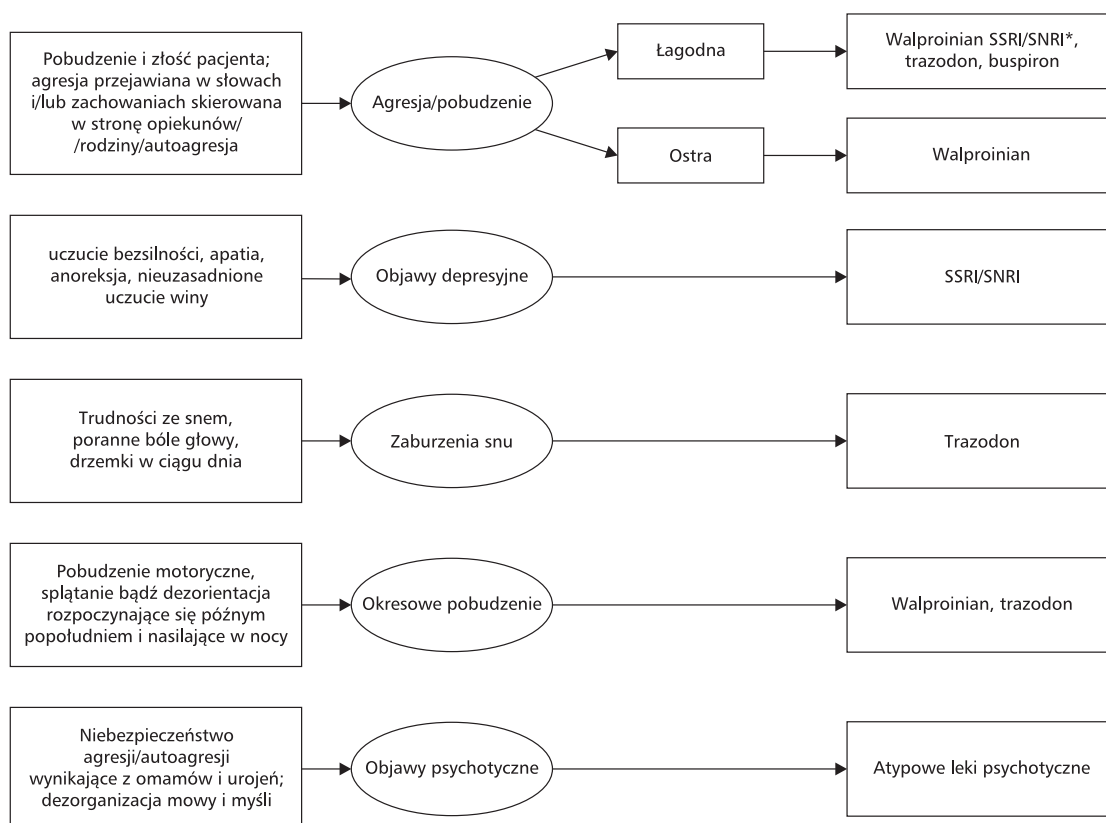 Pobudzenie i złość pacjenta;
agresja przejawiana w słowach
i/lub zachowaniach skierowana
w stronę opiekunów/
/rodziny/autoagresja
Agresja/pobudzenie
Łagodna
Walproinian SSRI/SNRI*,
trazodon, buspiron
Ostra
Walproinian
uczucie bezsilności, apatia,
anoreksja, nieuzasadnione
uczucie winy
Objawy depresyjne
SSRI/SNRI
Trudności ze snem,
poranne bóle głowy,
drzemki w ciągu dnia
Zaburzenia snu
Trazodon
Pobudzenie motoryczne,
splątanie bądź dezorientacja
rozpoczynające się późnym
popołudniem i nasilające w nocy
Okresowe pobudzenie
Walproinian, trazodon
Niebezpieczeństwo
agresji/autoagresji
wynikające z omamów i urojeń;
dezorganizacja mowy i myśli
Objawy psychotyczne
Atypowe leki psychotyczne